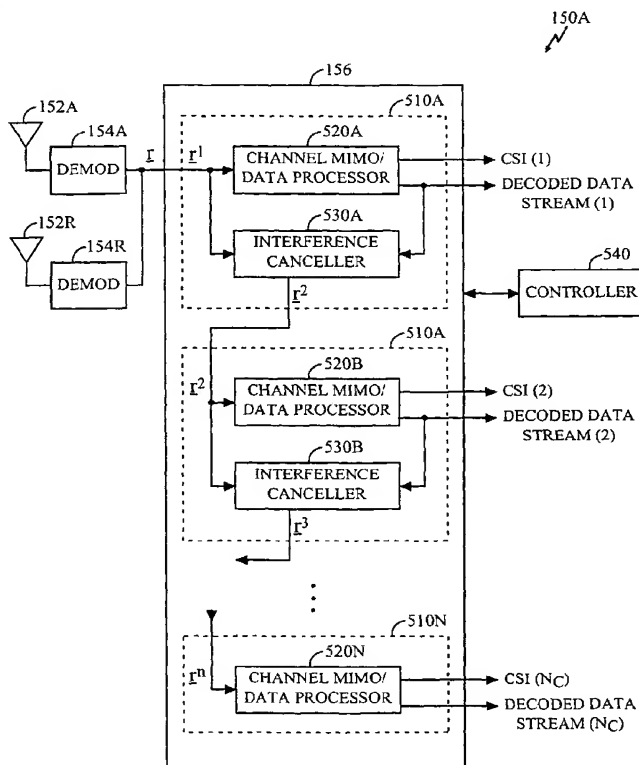 150A
156
510A
152A
154A
DEMOD
r
r1
520A
CHANNEL MIMO/
DATA PROCESSOR
CSI (1)
DECODED DATA
STREAM (1)
530A
INTERFERENCE
CANCELLER
152R
154R
DEMOD
r2
540
CONTROLLER
510A
520B
r2
CHANNEL MIMO/
DATA PROCESSOR
CSI (2)
DECODED DATA
STREAM (2)
530B
INTERFERENCE
CANCELLER
r3
510N
520N
rn
CHANNEL MIMO/
DATA PROCESSOR
CSI (NC)
DECODED DATA
STREAM (NC)